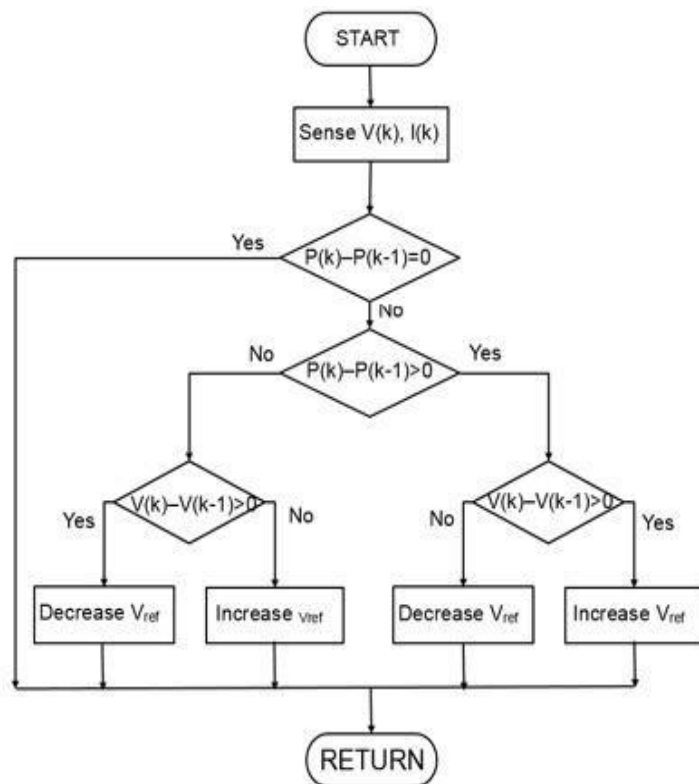 START
Sense V(k), I(k)
Yes
P(k)–P(k-1)=0
No
No
P(k)–P(k-1)>0
Yes
V(k)–V(k-1)>0
V(k)–V(k-1)>0
Yes
No
No
Yes
Decrease Vref
Increase Vref
Decrease Vref
Increase Vref
RETURN